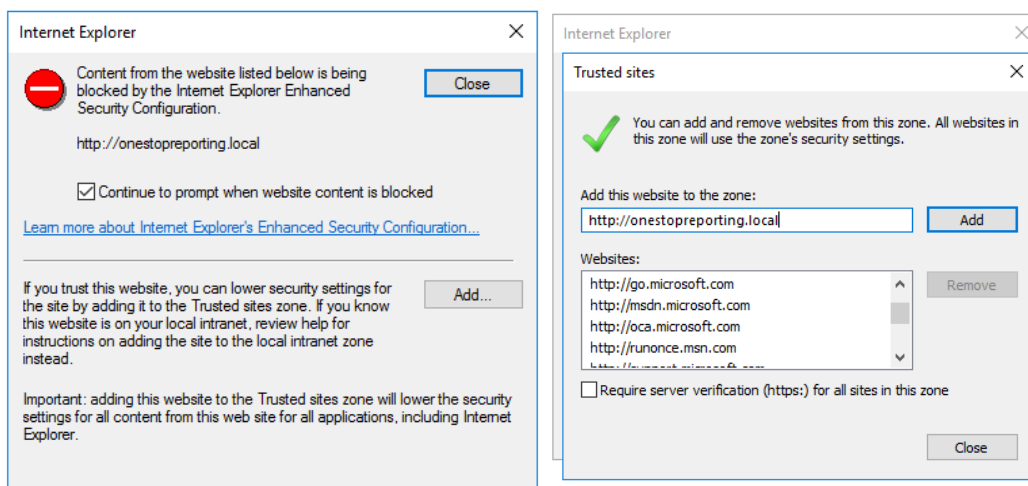 Internet Explorer
Content from the website listed below is being
blocked by the Internet Explorer Enhanced
Security Configuration.
Close
http://onestopreporting.local
Continue to prompt when website content is blocked
Learn more about Internet Explorer's Enhanced Security Configuration...
If you trust this website, you can lower security settings for
the site by adding it to the Trusted sites zone. If you know
this website is on your local intranet, review help for
instructions on adding the site to the local intranet zone
instead.
Add...
Important: adding this website to the Trusted sites zone will lower the security
settings for all content from this web site for all applications, including Internet
Explorer.
Internet Explorer
Trusted sites
You can add and remove websites from this zone. All websites in
this zone will use the zone's security settings.
Add this website to the zone:
http://onestopreporting.local
Add
Websites:
http://go.microsoft.com
http://msdn.microsoft.com
http://oca.microsoft.com
http://runonce.msn.com
Remove
Require server verification (https:) for all sites in this zone
Close